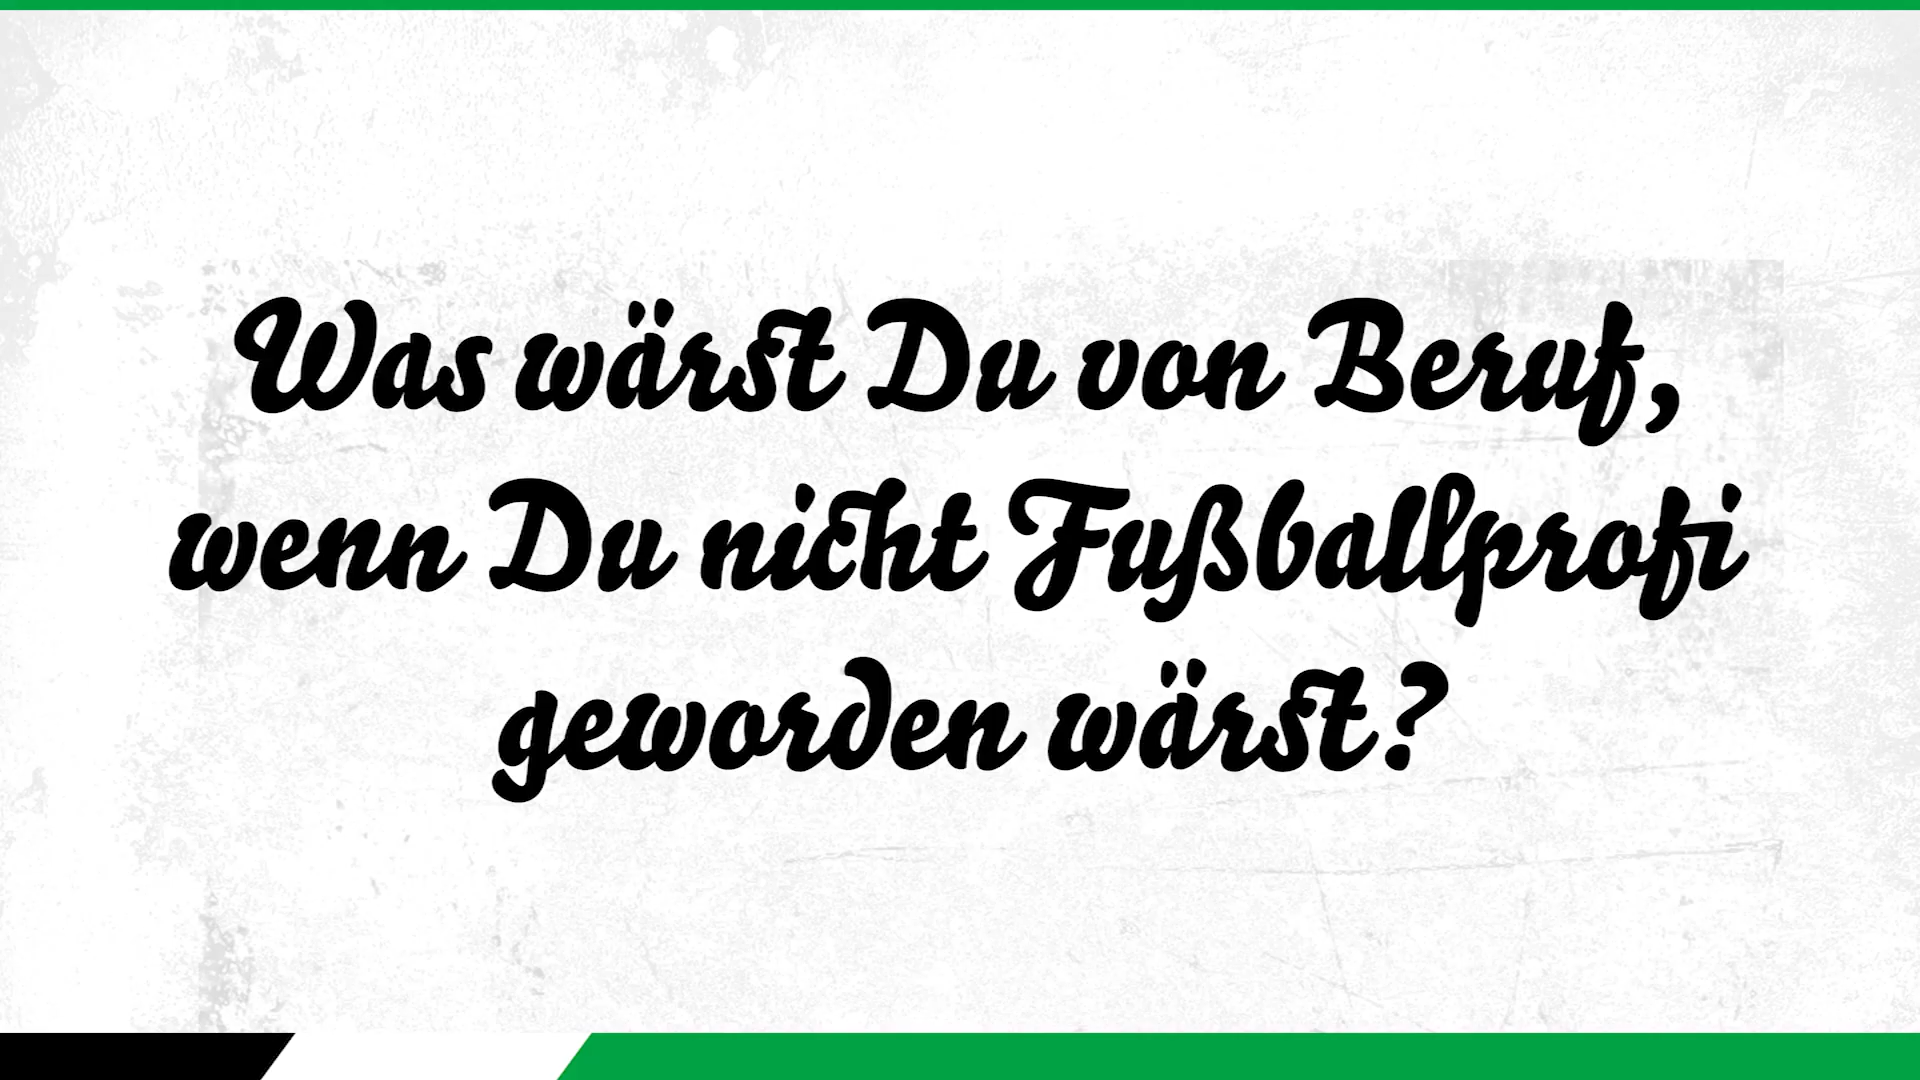 Was wärst Du von Beruf,
wenn Du nicht Fußballprofi
geworden wärst?